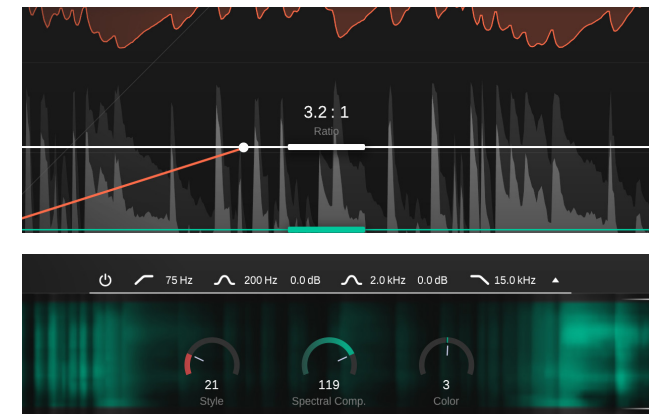 3.2 : 1
Ratio
75 Hz 200 Hz 0.0 dB 2.0 kHz 0.0 dB 15.0 kHz
21 119 3
Style Spectral Comp. Color